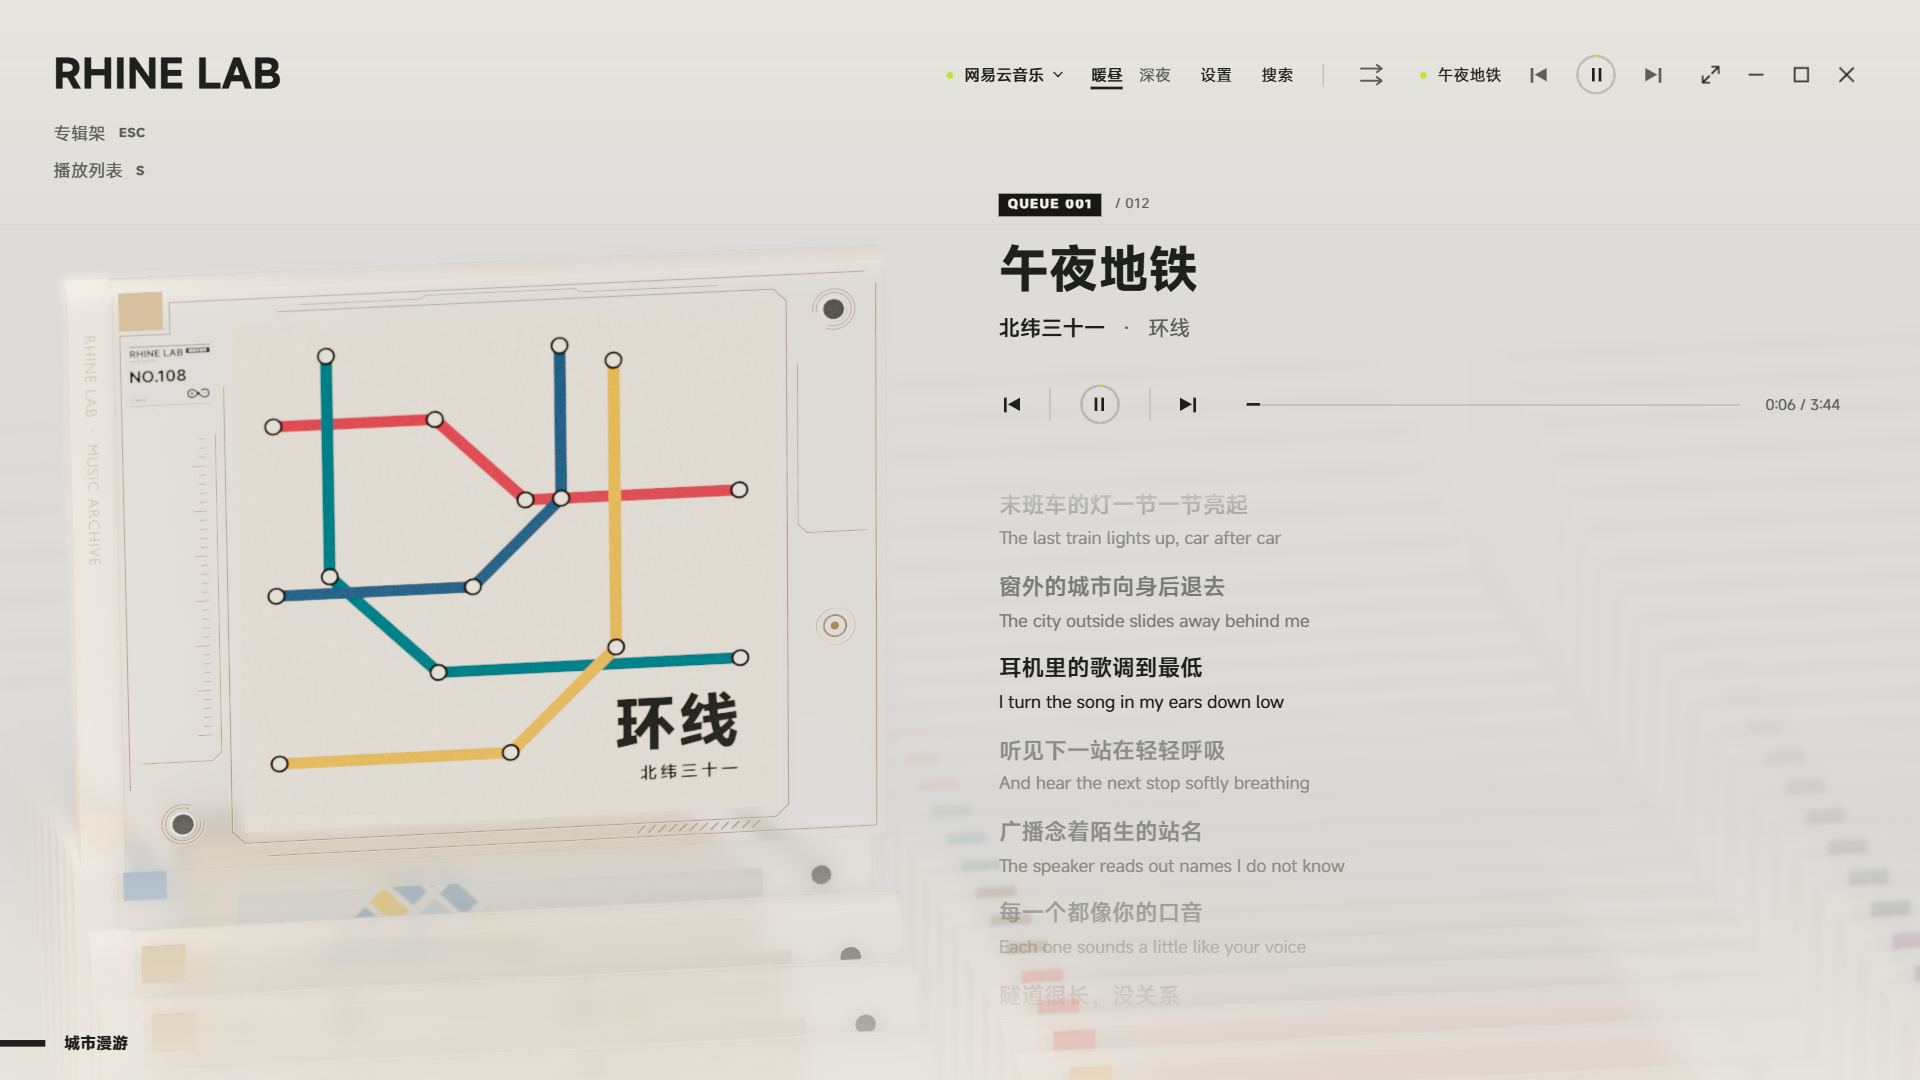 RHINE LAB
网易云音乐 暖昼 深夜 设置 搜索 午夜地铁
专辑架 ESC
播放列表 S
QUEUE 001 / 012
午夜地铁
北纬三十一 · 环线
0:06 / 3:44
末班车的灯一节一节亮起
The last train lights up, car after car
窗外的城市向身后退去
The city outside slides away behind me
耳机里的歌调到最低
I turn the song in my ears down low
听见下一站在轻轻呼吸
And hear the next stop softly breathing
广播念着陌生的站名
The speaker reads out names I do not know
每一个都像你的口音
Each one sounds a little like your voice
隧道很长，没关系
RHINE LAB · MUSIC ARCHIVE
RHINE LAB
NO.108
环线
北纬三十一
城市漫游